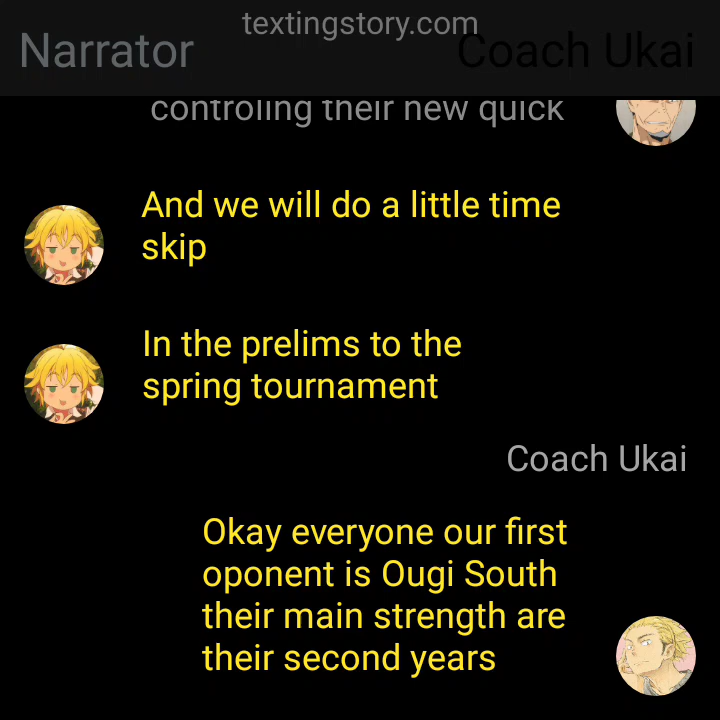 textingstory.com
Narrator
Coach Ukai
controling their new quick
And we will do a little time
skip
In the prelims to the
spring tournament
Coach Ukai
Okay everyone our first
oponent is Ougi South
their main strength are
their second years